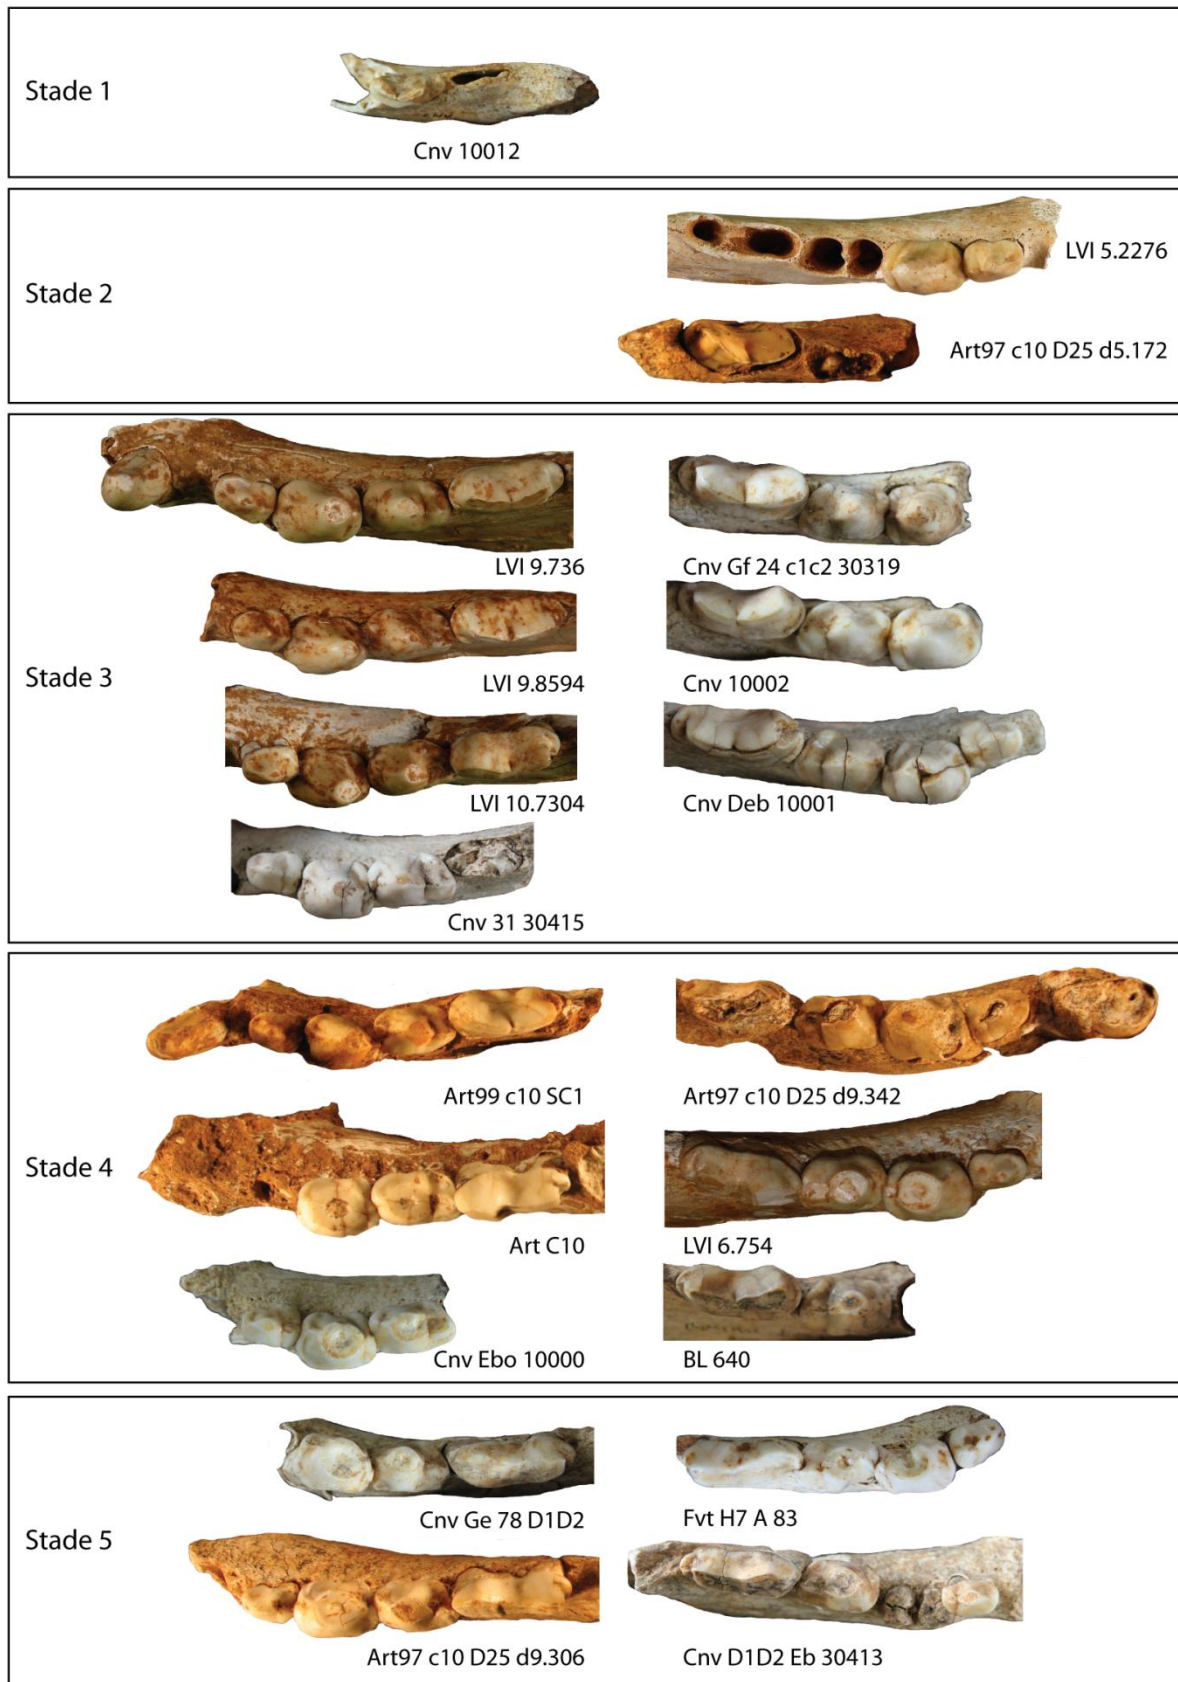 Stade 1
Cnv 10012
Stade 2
LVI 5.2276
Art97 c10 D25 d5.172
Stade 3
LVI 9.736
Cnv Gf 24 c1c2 30319
LVI 9.8594
Cnv 10002
LVI 10.7304
Cnv Deb 10001
Cnv 31 30415
Stade 4
Art99 c10 SC1
Art97 c10 D25 d9.342
Art C10
LVI 6.754
Cnv Ebo 10000
BL 640
Stade 5
Cnv Ge 78 D1D2
Fvt H7 A 83
Art97 c10 D25 d9.306
Cnv D1D2 Eb 30413